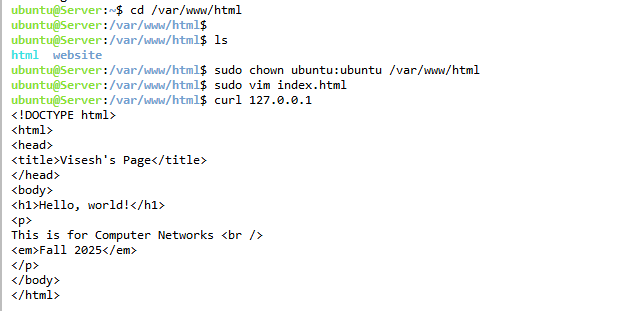 ubuntu@Server:~$ cd /var/www/html
ubuntu@Server:/var/www/html$
ubuntu@Server:/var/www/html$ ls
html  website
ubuntu@Server:/var/www/html$ sudo chown ubuntu:ubuntu /var/www/html
ubuntu@Server:/var/www/html$ sudo vim index.html
ubuntu@Server:/var/www/html$ curl 127.0.0.1
<!DOCTYPE html>
<html>
<head>
<title>Visesh's Page</title>
</head>
<body>
<h1>Hello, world!</h1>
<p>
This is for Computer Networks <br />
<em>Fall 2025</em>
</p>
</body>
</html>